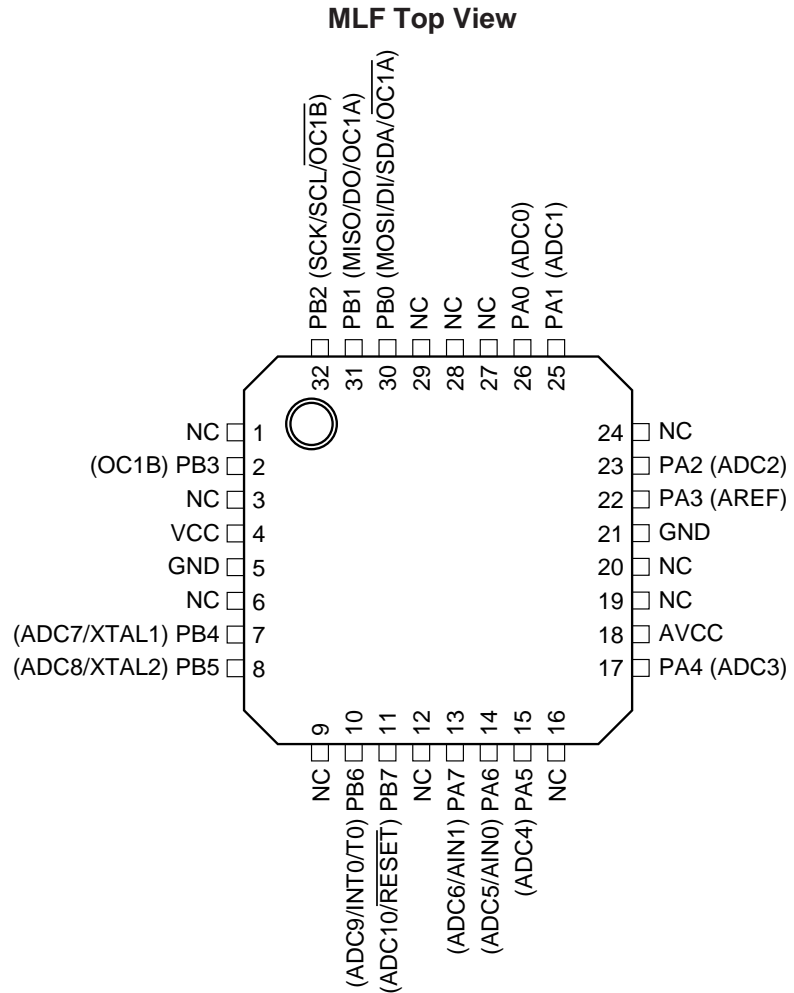 MLF Top View
PB2 (SCK/SCL/OC1B)
PB1 (MISO/DO/OC1A)
PB0 (MOSI/DI/SDA/OC1A)
NC
NC
NC
PA0 (ADC0)
PA1 (ADC1)
32
31
30
29
28
27
26
25
NC 1
(OC1B) PB3 2
NC 3
VCC 4
GND 5
NC 6
(ADC7/XTAL1) PB4 7
(ADC8/XTAL2) PB5 8
24 NC
23 PA2 (ADC2)
22 PA3 (AREF)
21 GND
20 NC
19 NC
18 AVCC
17 PA4 (ADC3)
9
10
11
12
13
14
15
16
NC
(ADC9/INT0/T0) PB6
(ADC10/RESET) PB7
NC
(ADC6/AIN1) PA7
(ADC5/AIN0) PA6
(ADC4) PA5
NC